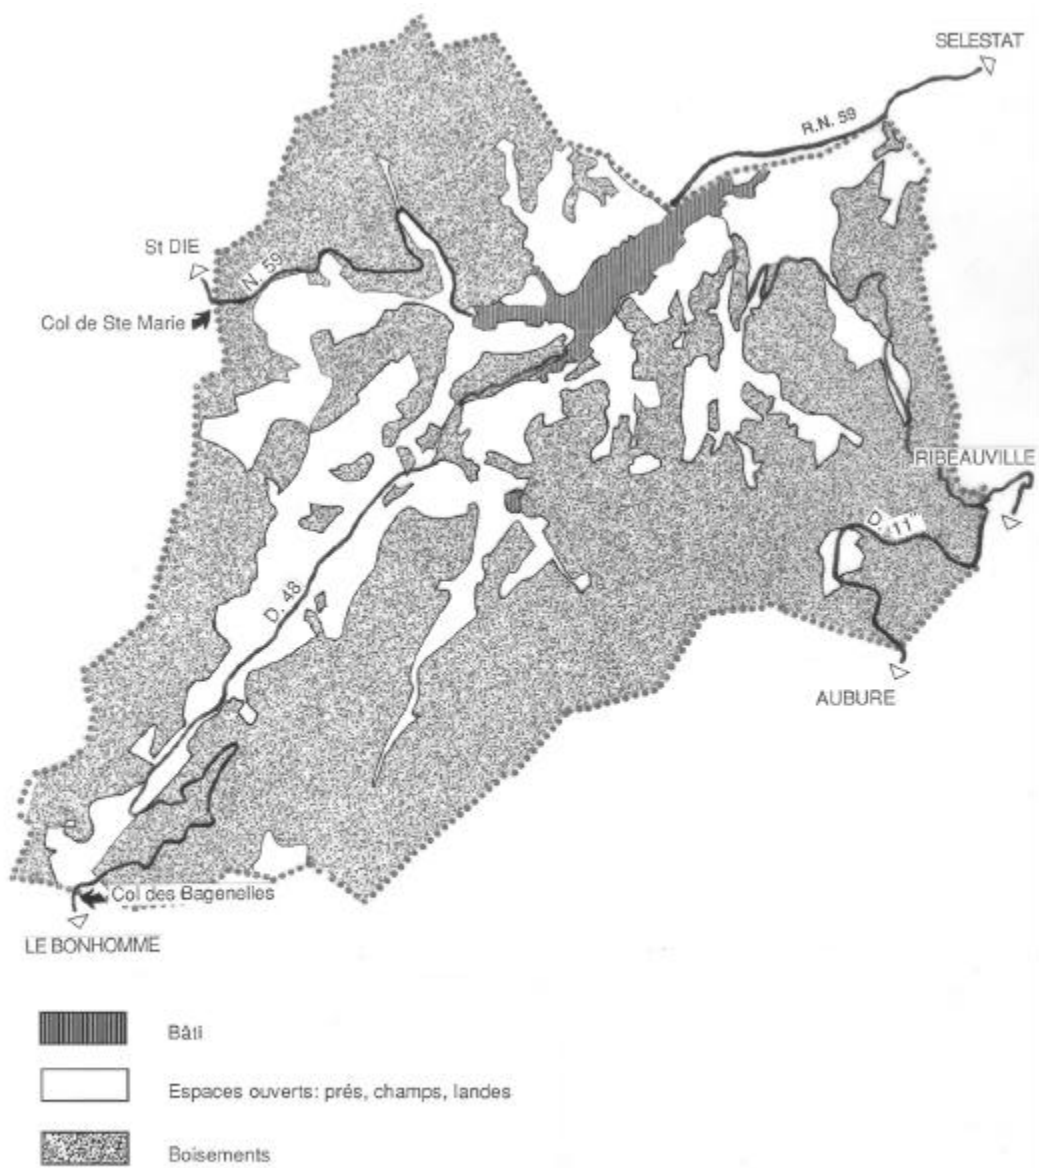 SELESTAT
R.N. 59
St DIE
N. 59
Col de Ste Marie
RIBEAUVILLE
D. 11"
D. 48
AUBURE
Col des Bagenelles
LE BONHOMME
Bâti
Espaces ouverts: prés, champs, landes
Boisements